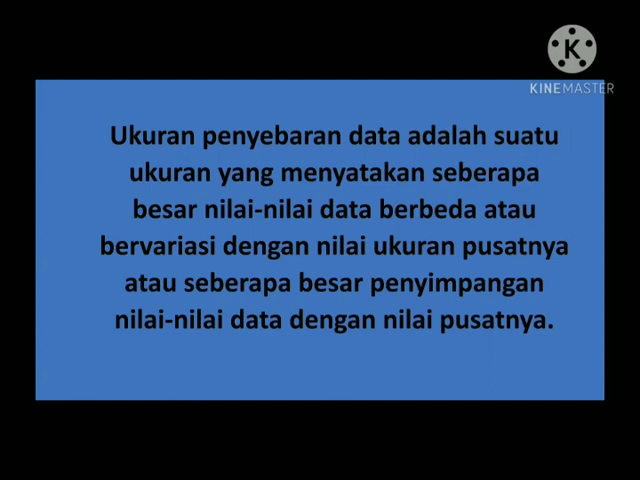 K
KINEMASTER
Ukuran penyebaran data adalah suatu
ukuran yang menyatakan seberapa
besar nilai-nilai data berbeda atau
bervariasi dengan nilai ukuran pusatnya
atau seberapa besar penyimpangan
nilai-nilai data dengan nilai pusatnya.